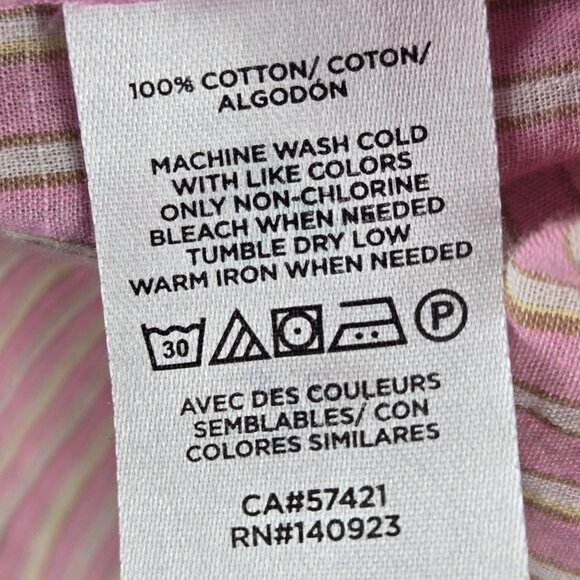 100% COTTON/ COTON/
ALGODÓN
MACHINE WASH COLD
WITH LIKE COLORS
ONLY NON-CHLORINE
BLEACH WHEN NEEDED
TUMBLE DRY LOW
WARM IRON WHEN NEEDED
30 P
AVEC DES COULEURS
SEMBLABLES/ CON
COLORES SIMILARES
CA#57421
RN#140923